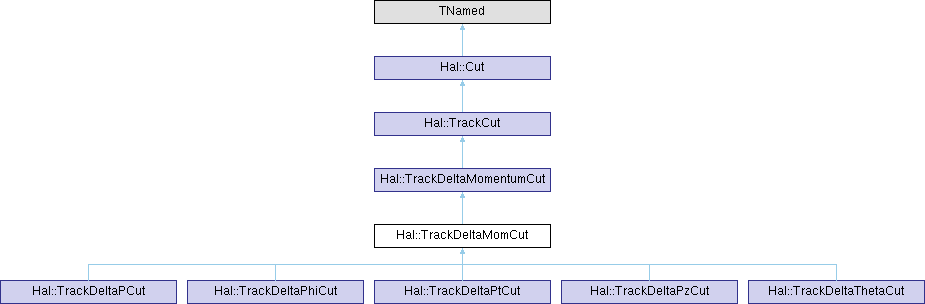 TNamed
Hal::Cut
Hal::TrackCut
Hal::TrackDeltaMomentumCut
Hal::TrackDeltaMomCut
Hal::TrackDeltaPCut
Hal::TrackDeltaPhiCut
Hal::TrackDeltaPtCut
Hal::TrackDeltaPzCut
Hal::TrackDeltaThetaCut